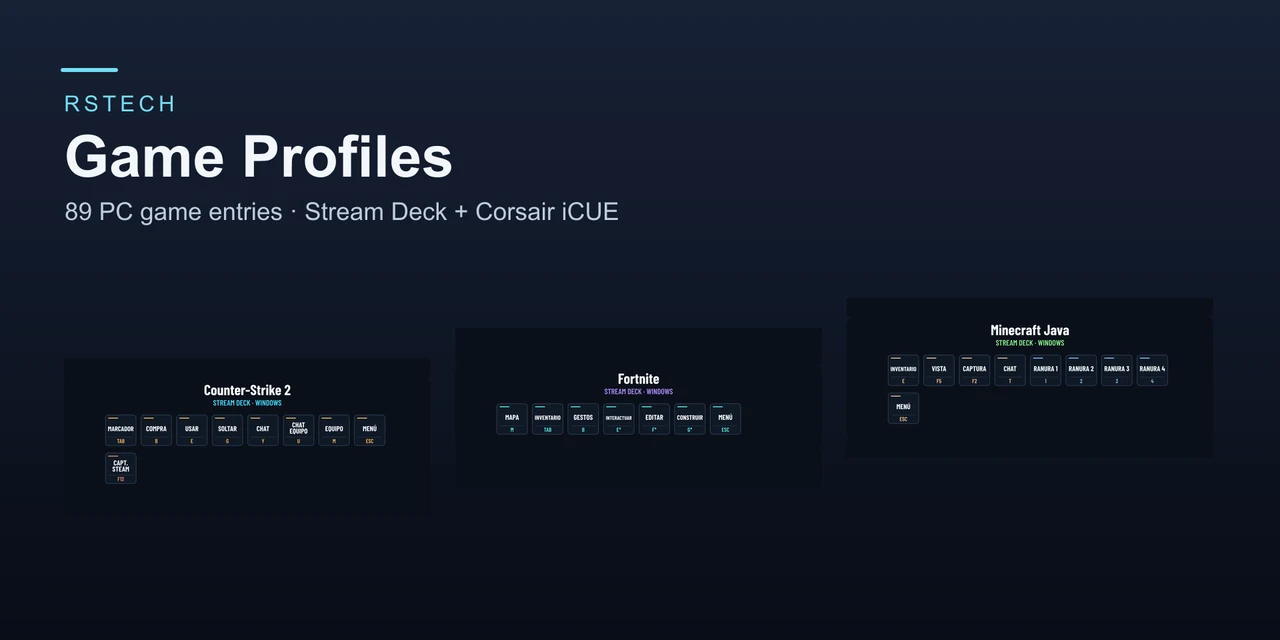 RSTECH
Game Profiles
89 PC game entries · Stream Deck + Corsair iCUE
Counter-Strike 2
STREAM DECK · WINDOWS
MARCADOR COMPRA USAR SOLTAR CHAT CHAT EQUIPO EQUIPO MENÚ
TAB B E G Y U M ESC
CAPT. STEAM
F12
Fortnite
STREAM DECK · WINDOWS
MAPA INVENTARIO GESTOS INTERACTUAR EDITAR CONSTRUIR MENÚ
M TAB B E* F* G* ESC
Minecraft Java
STREAM DECK · WINDOWS
INVENTARIO VISTA CAPTURA CHAT RANURA 1 RANURA 2 RANURA 3 RANURA 4
E F5 F2 T 1 2 3 4
MENÚ
ESC